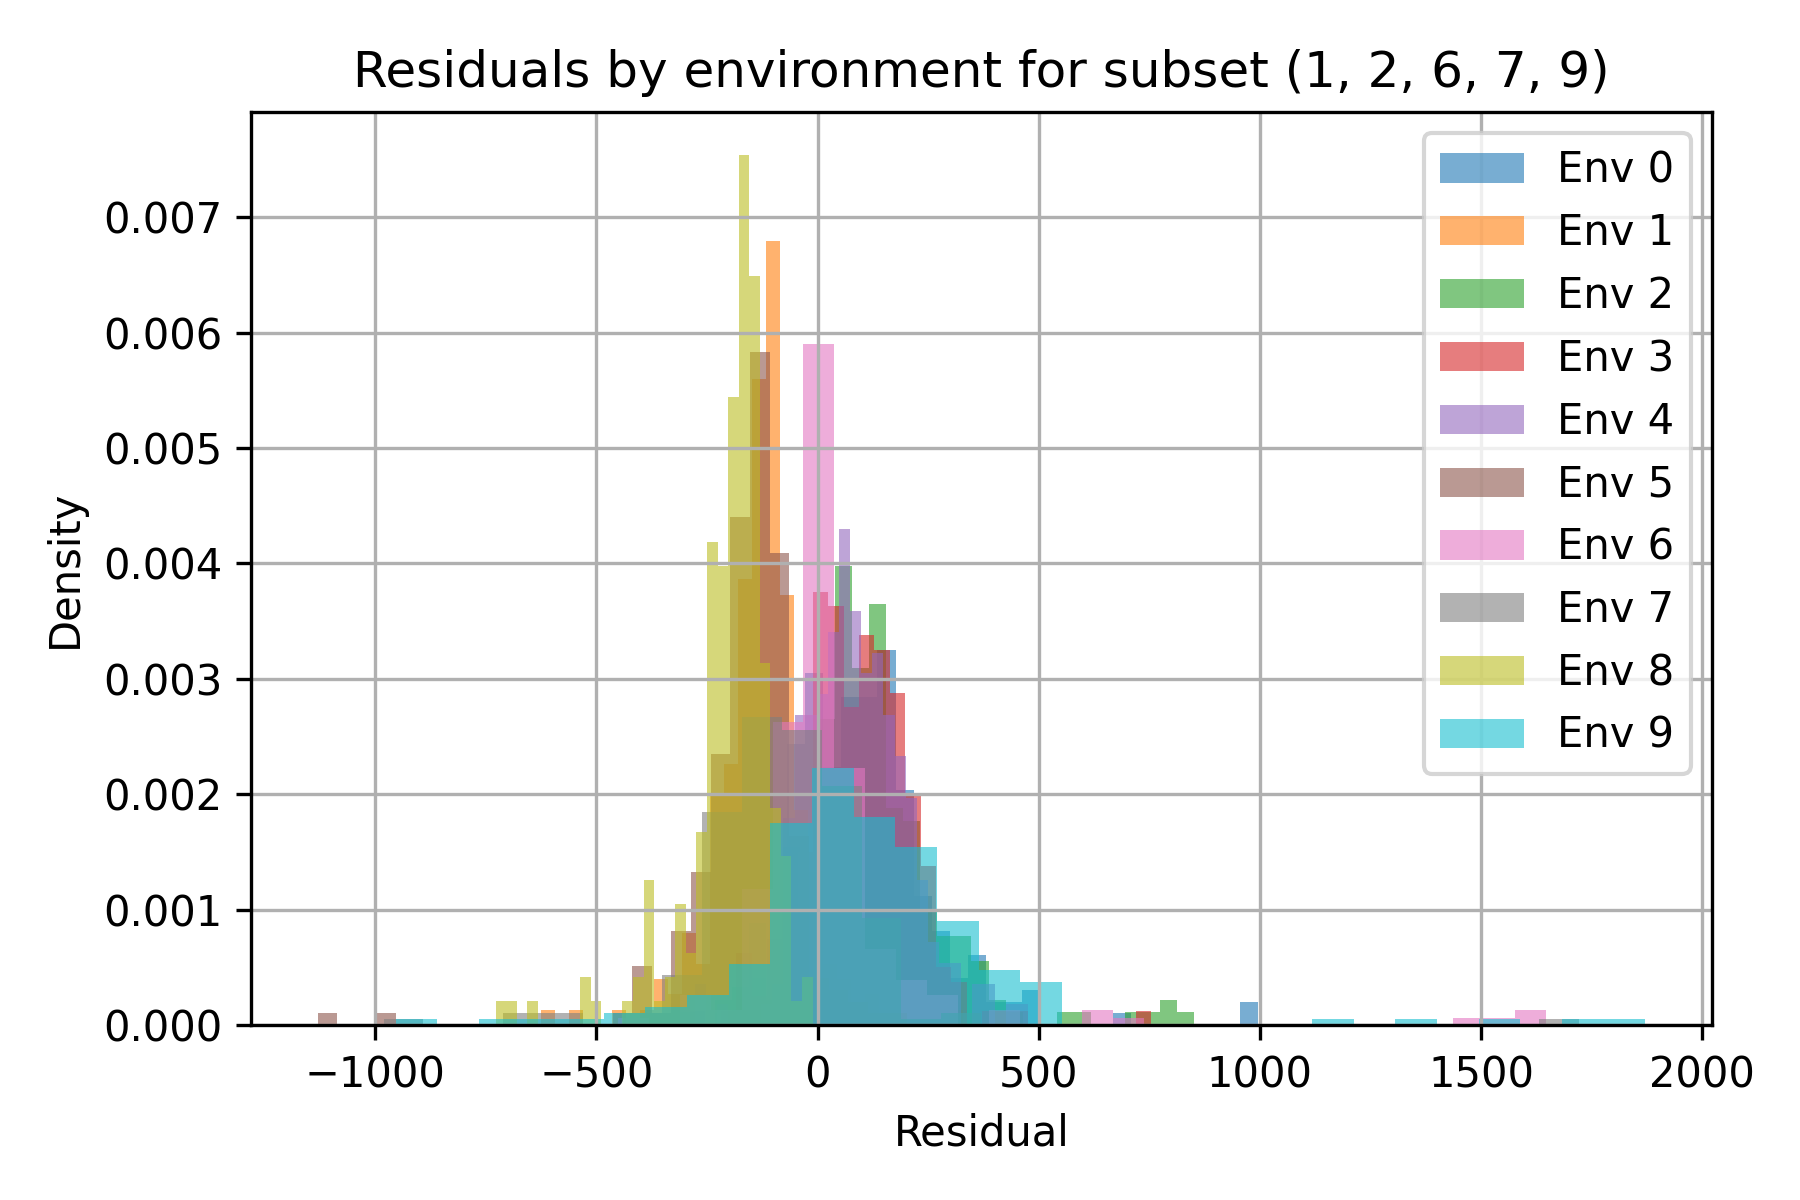 Residuals by environment for subset (1, 2, 6, 7, 9)
Density
0.007
0.006
0.005
0.004
0.003
0.002
0.001
0.000
−1000
−500
0
500
1000
1500
2000
Residual
Env 0
Env 1
Env 2
Env 3
Env 4
Env 5
Env 6
Env 7
Env 8
Env 9